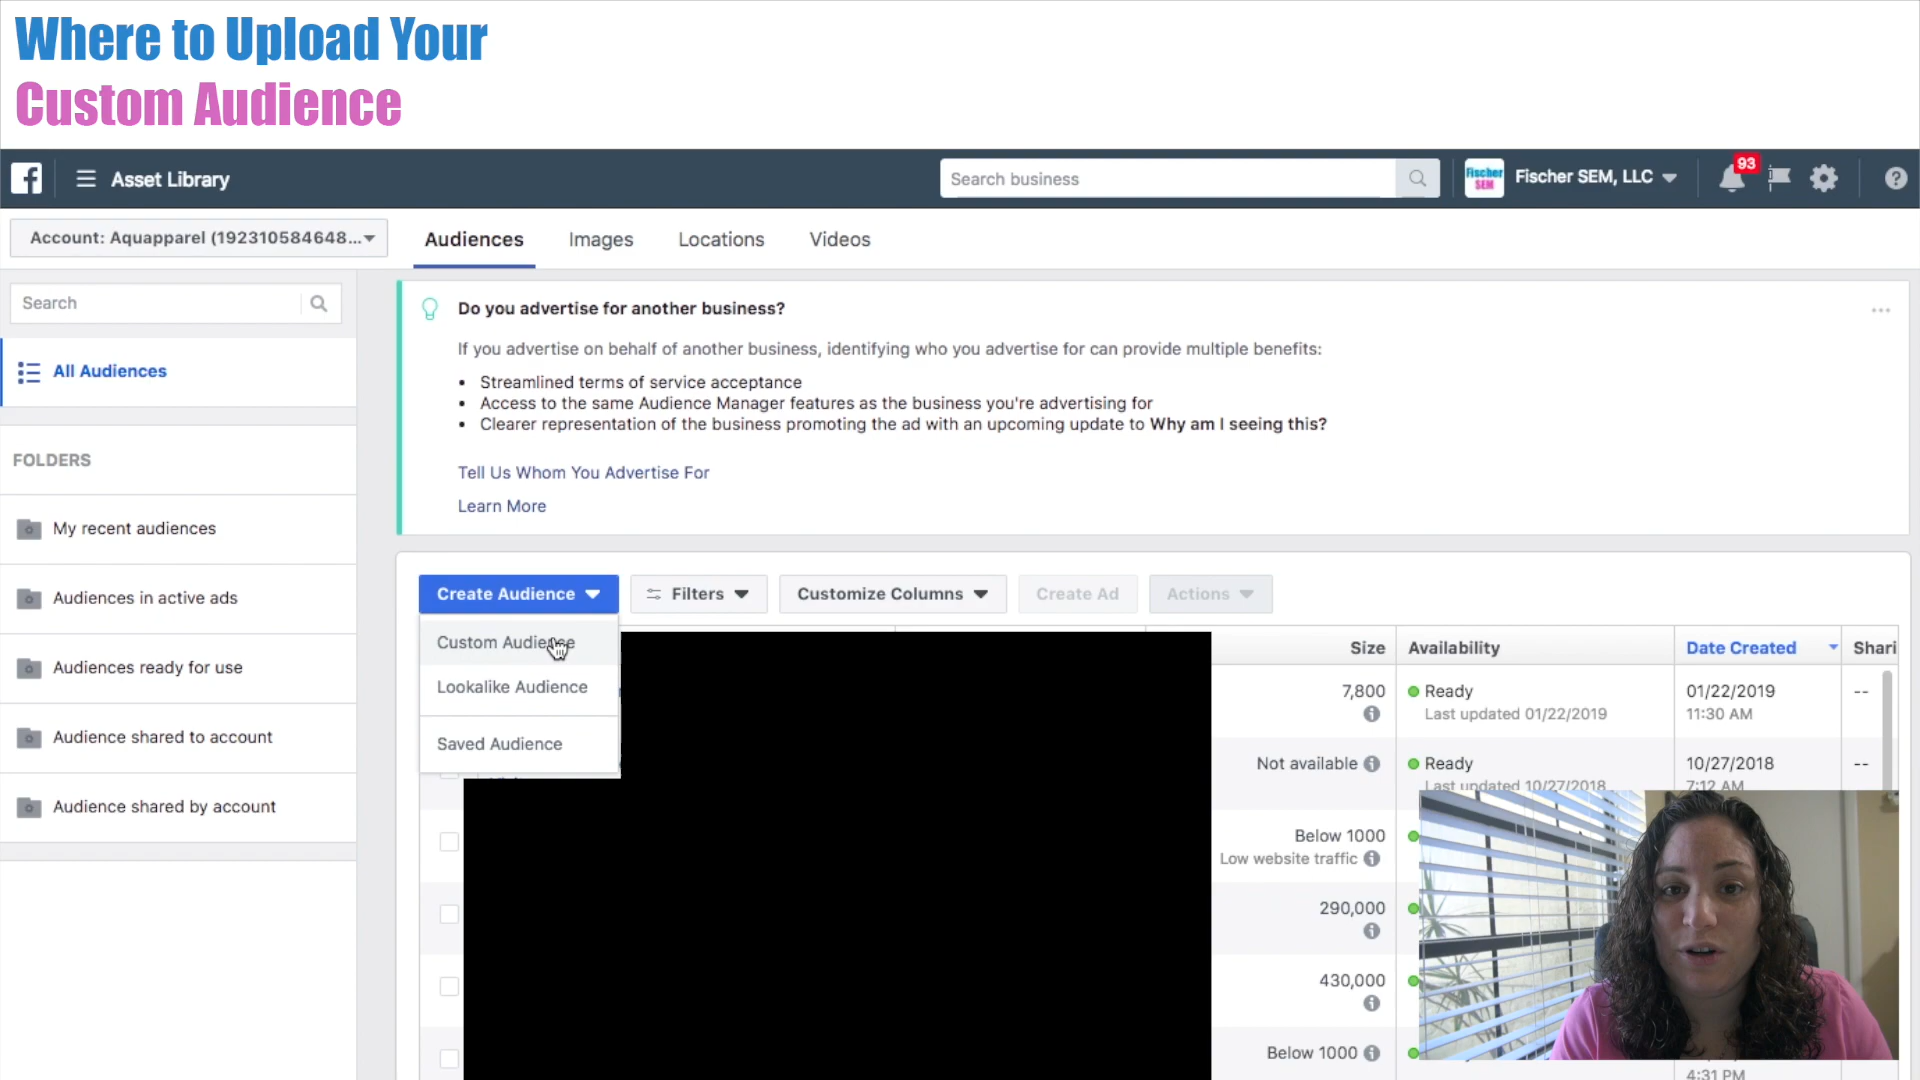 Where to Upload Your
Custom Audience
Asset Library
Search business
Fischer SEM
Fischer SEM, LLC
93
Account: Aquapparel (192310584648...
Audiences
Images
Locations
Videos
Search
All Audiences
FOLDERS
My recent audiences
Audiences in active ads
Audiences ready for use
Audience shared to account
Audience shared by account
Do you advertise for another business?
If you advertise on behalf of another business, identifying who you advertise for can provide multiple benefits:
• Streamlined terms of service acceptance
• Access to the same Audience Manager features as the business you're advertising for
• Clearer representation of the business promoting the ad with an upcoming update to Why am I seeing this?
Tell Us Whom You Advertise For
Learn More
Create Audience
Filters
Customize Columns
Create Ad
Actions
Custom Audience
Lookalike Audience
Saved Audience
Size
Availability
Date Created
Shari
7,800
Ready
01/22/2019
--
Last updated 01/22/2019
11:30 AM
Not available
Ready
10/27/2018
--
Last updated 10/27/2018
7:12 AM
Below 1000
Low website traffic
290,000
430,000
Below 1000
4:31 PM